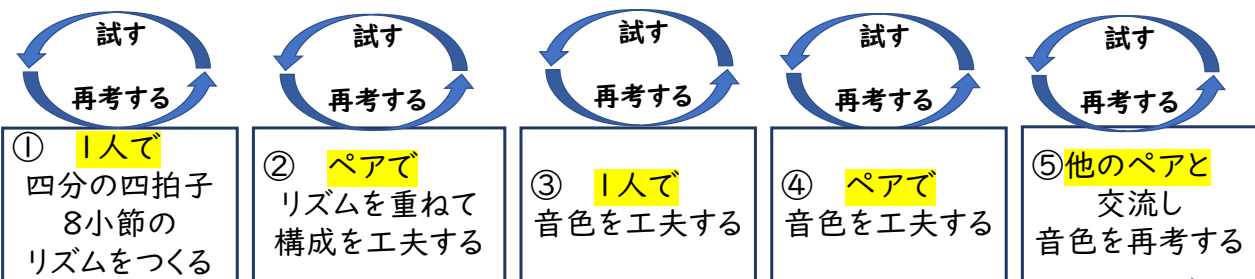 試す
再考する
① 1人で
四分の四拍子
8小節の
リズムをつくる
試す
再考する
② ペアで
リズムを重ねて
構成を工夫する
試す
再考する
③ 1人で
音色を工夫する
試す
再考する
④ ペアで
音色を工夫する
試す
再考する
⑤他のペアと
交流し
音色を再考する